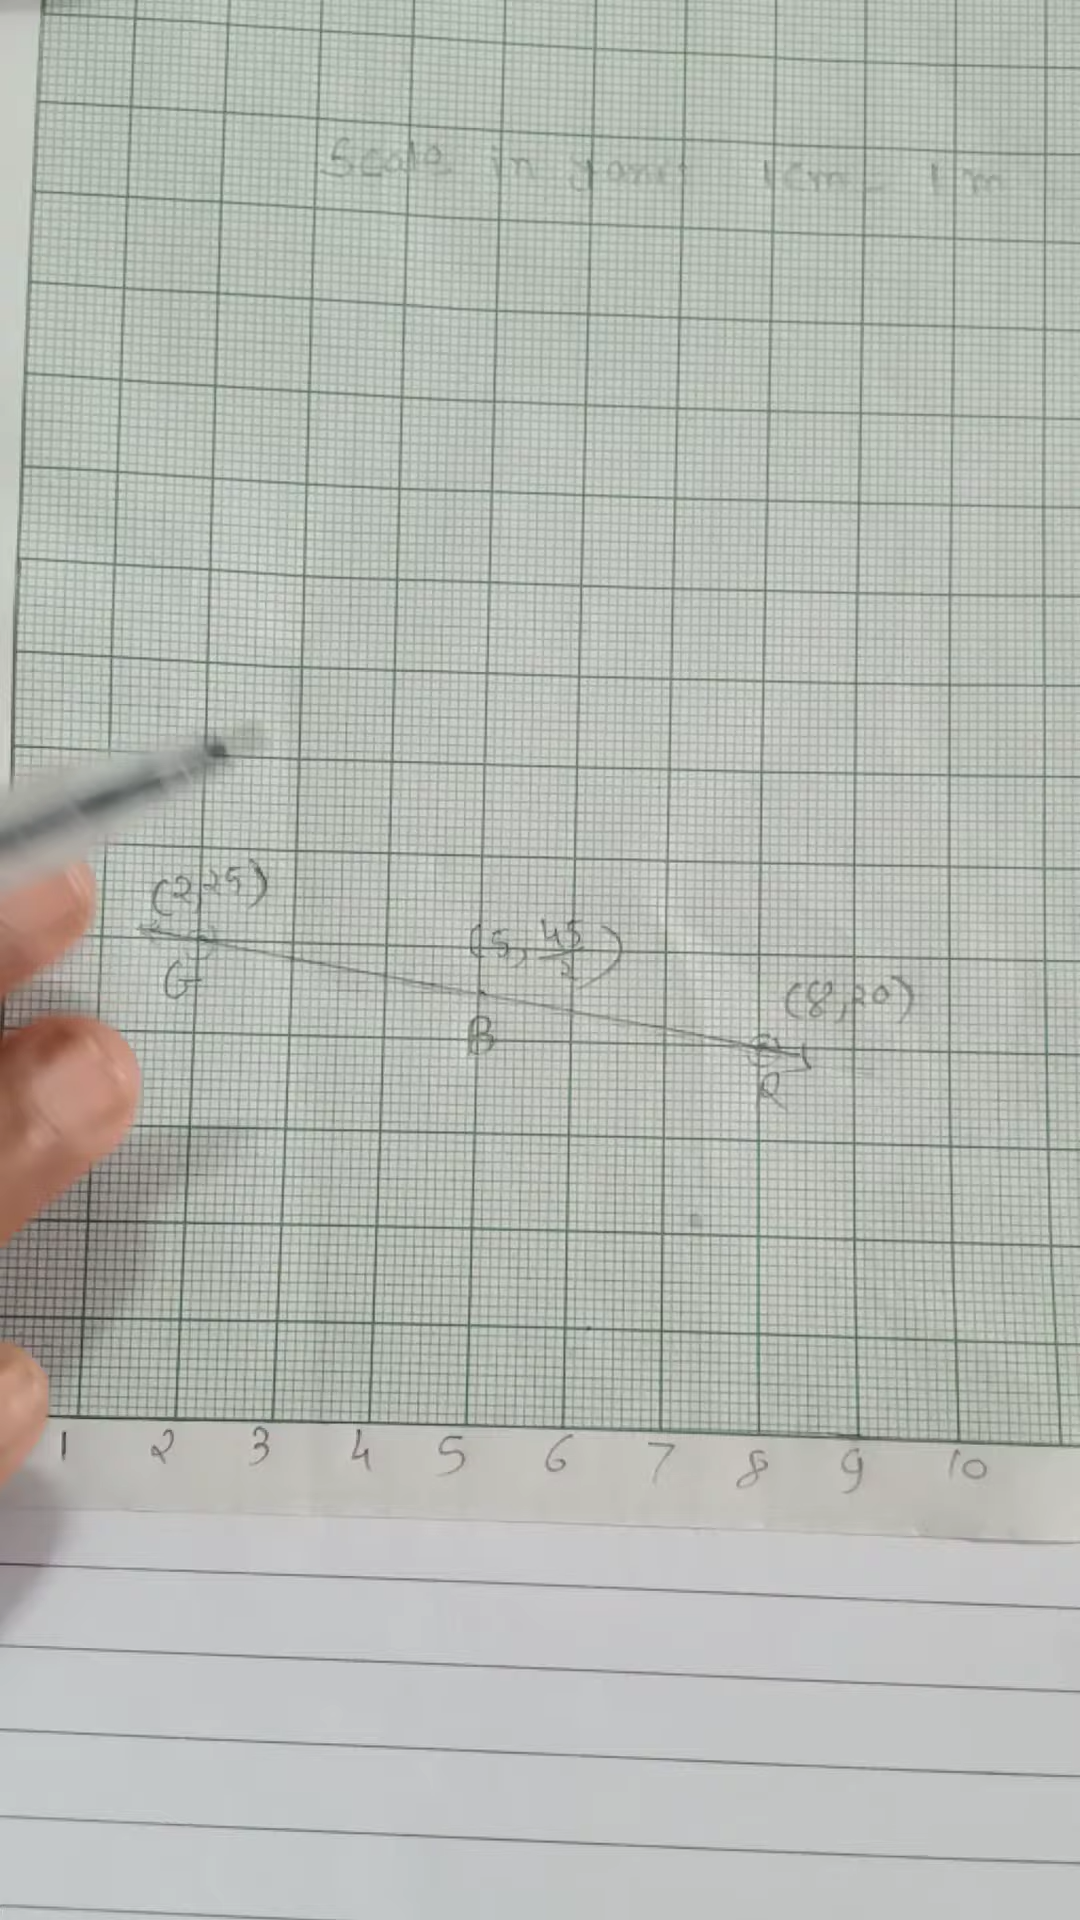 Scale in yaxis 1cm = 1m
(2,25)
(5, 45/2)
G
(8,20)
B
R
1 2 3 4 5 6 7 8 9 10